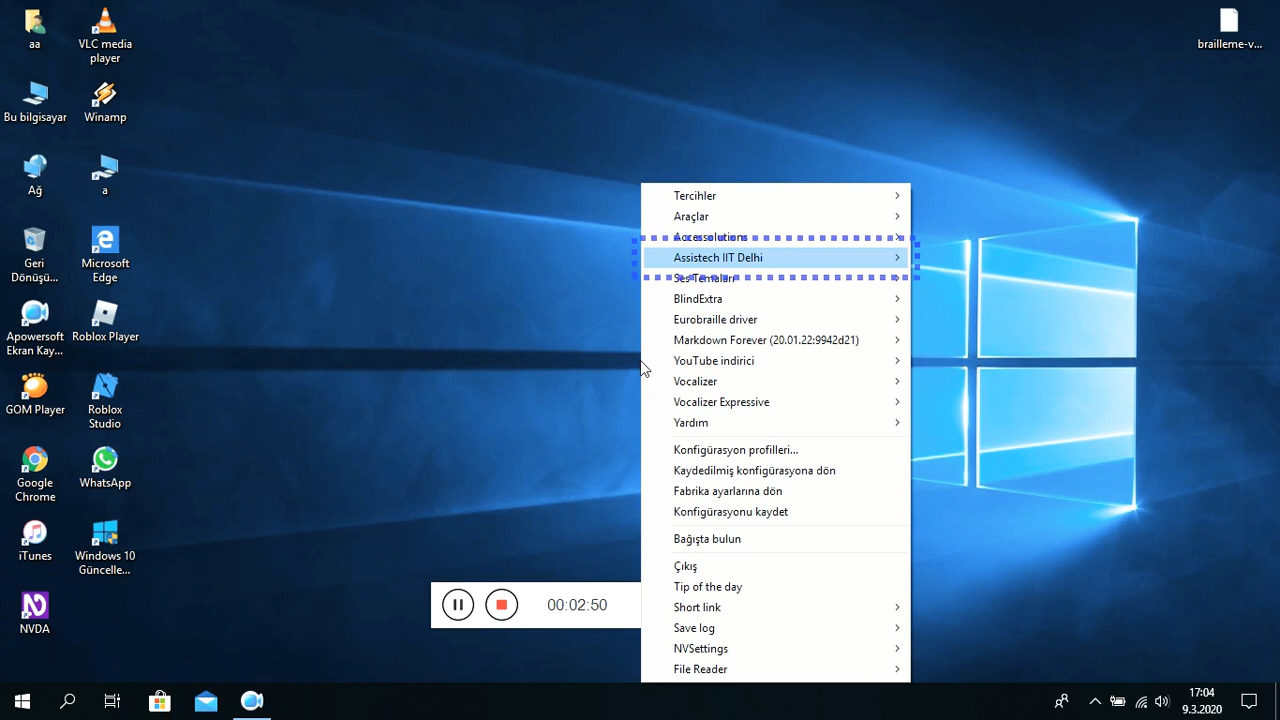 aa
VLC media
player
Bu bilgisayar
Winamp
Ağ
a
Geri
Dönüşü...
Microsoft
Edge
Apowersoft
Ekran Kay...
Roblox Player
GOM Player
Roblox
Studio
Google
Chrome
WhatsApp
iTunes
Windows 10
Güncelle...
NVDA
brailleme-v...
Tercihler
Araçlar
Accessolutions
Assistech IIT Delhi
Ses Temaları
BlindExtra
Eurobraille driver
Markdown Forever (20.01.22:9942d21)
YouTube indirici
Vocalizer
Vocalizer Expressive
Yardım
Konfigürasyon profilleri...
Kaydedilmiş konfigürasyona dön
Fabrika ayarlarına dön
Konfigürasyonu kaydet
Bağışta bulun
Çıkış
Tip of the day
Short link
Save log
NVSettings
File Reader
00:02:50
17:04
9.3.2020